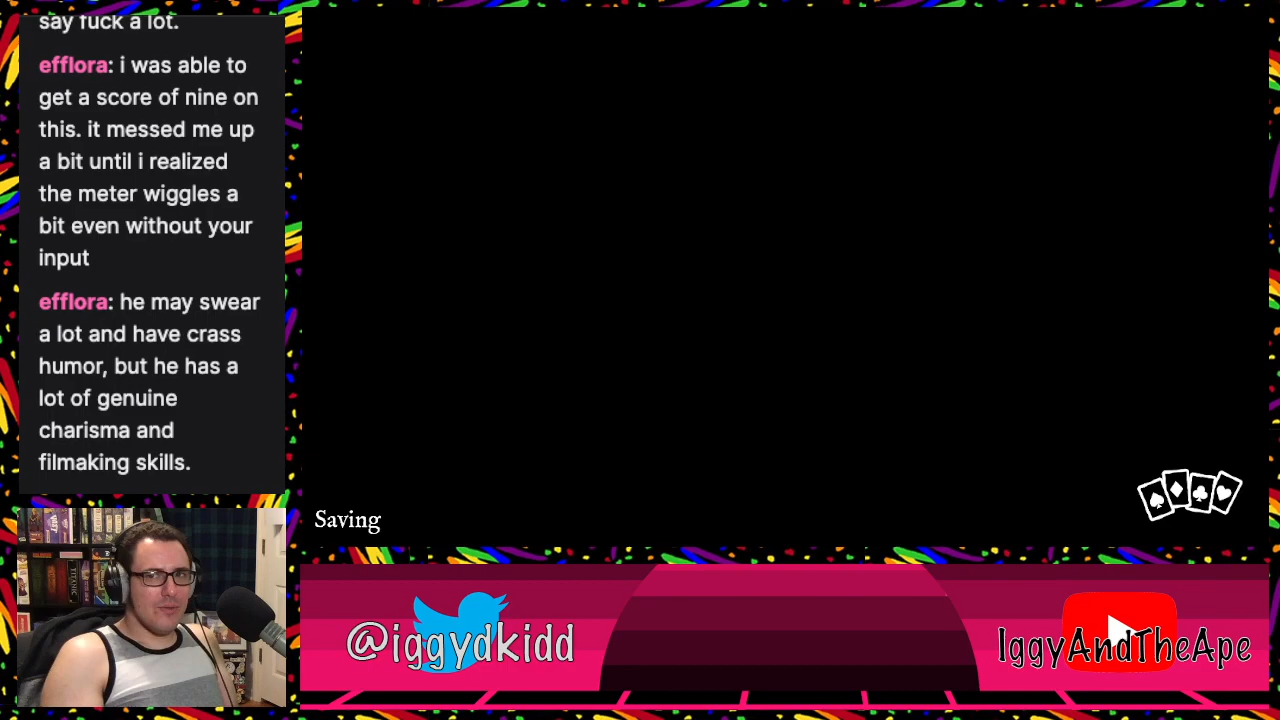 say fuck a lot.
efflora: i was able to
get a score of nine on
this. it messed me up
a bit until i realized
the meter wiggles a
bit even without your
input
efflora: he may swear
a lot and have crass
humor, but he has a
lot of genuine
charisma and
filmaking skills.
Saving
TITANIC
@iggydkidd
IggyAndTheApe